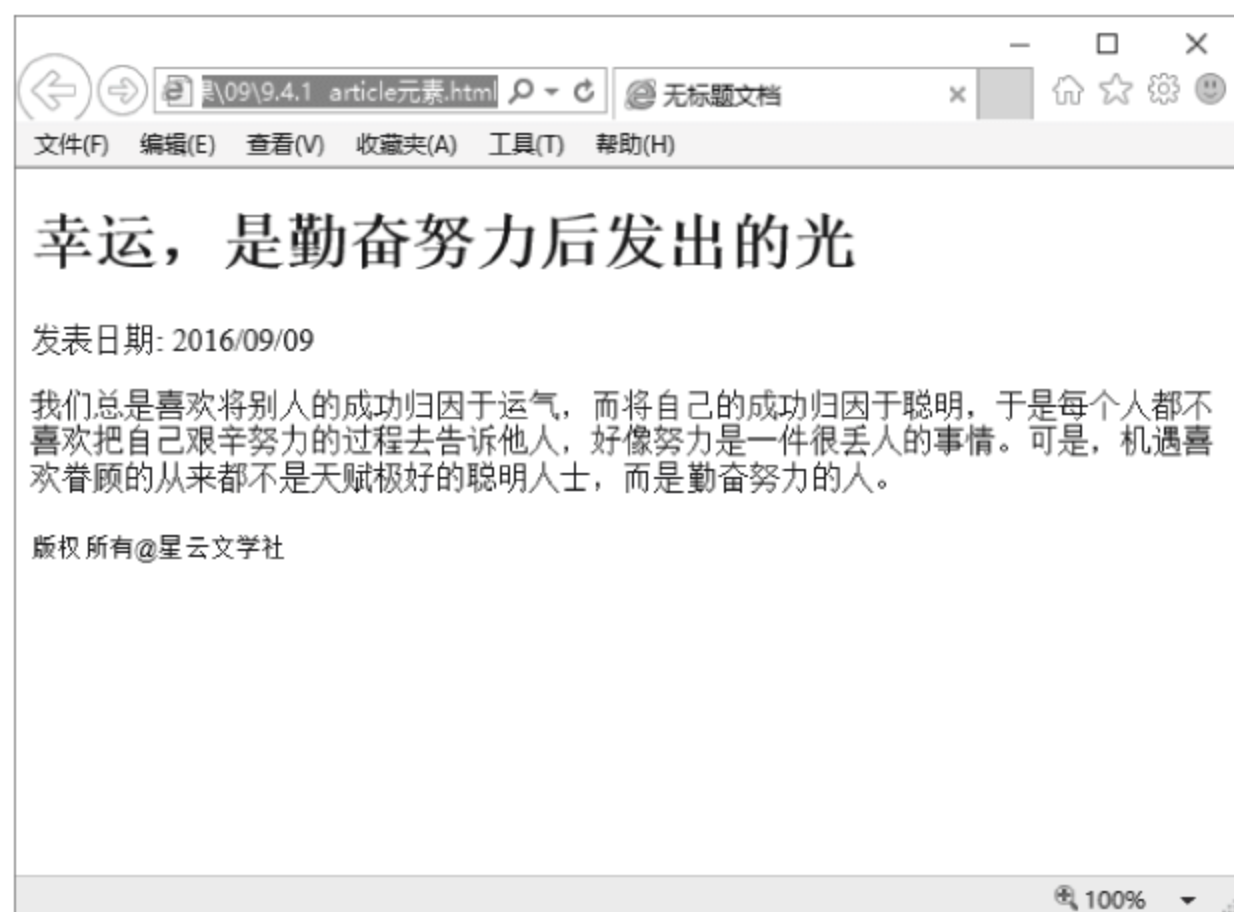 \09\9.4.1 article元素.html
无标题文档
文件(F) 编辑(E) 查看(V) 收藏夹(A) 工具(T) 帮助(H)
幸运，是勤奋努力后发出的光
发表日期: 2016/09/09
我们总是喜欢将别人的成功归因于运气，而将自己的成功归因于聪明，于是每个人都不
喜欢把自己艰辛努力的过程去告诉他人，好像努力是一件很丢人的事情。可是，机遇喜
欢眷顾的从来都不是天赋极好的聪明人士，而是勤奋努力的人。
版权所有@星云文学社
100%